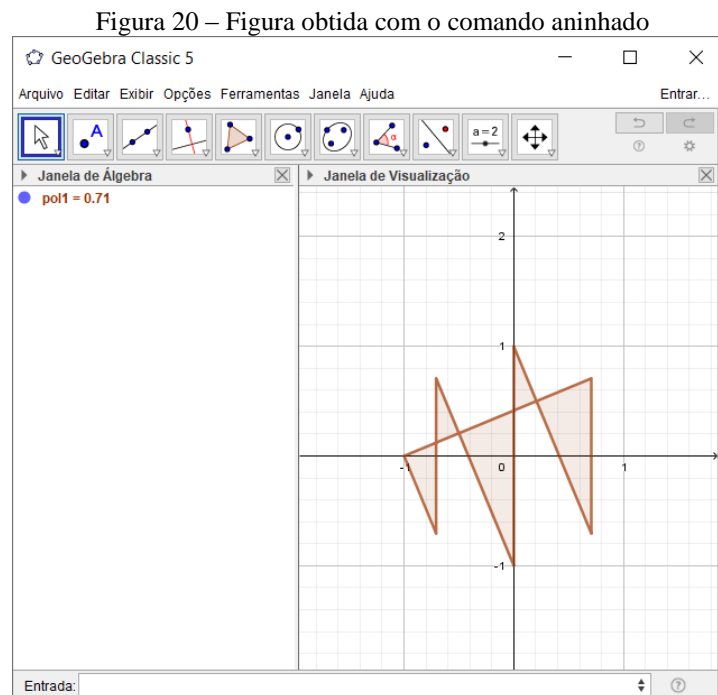 Figura 20 – Figura obtida com o comando aninhado
GeoGebra Classic 5
Arquivo Editar Exibir Opções Ferramentas Janela Ajuda Entrar...
A α a = 2
Janela de Álgebra
Janela de Visualização
pol1 = 0.71
2
1
-1 0 1
-1
Entrada: